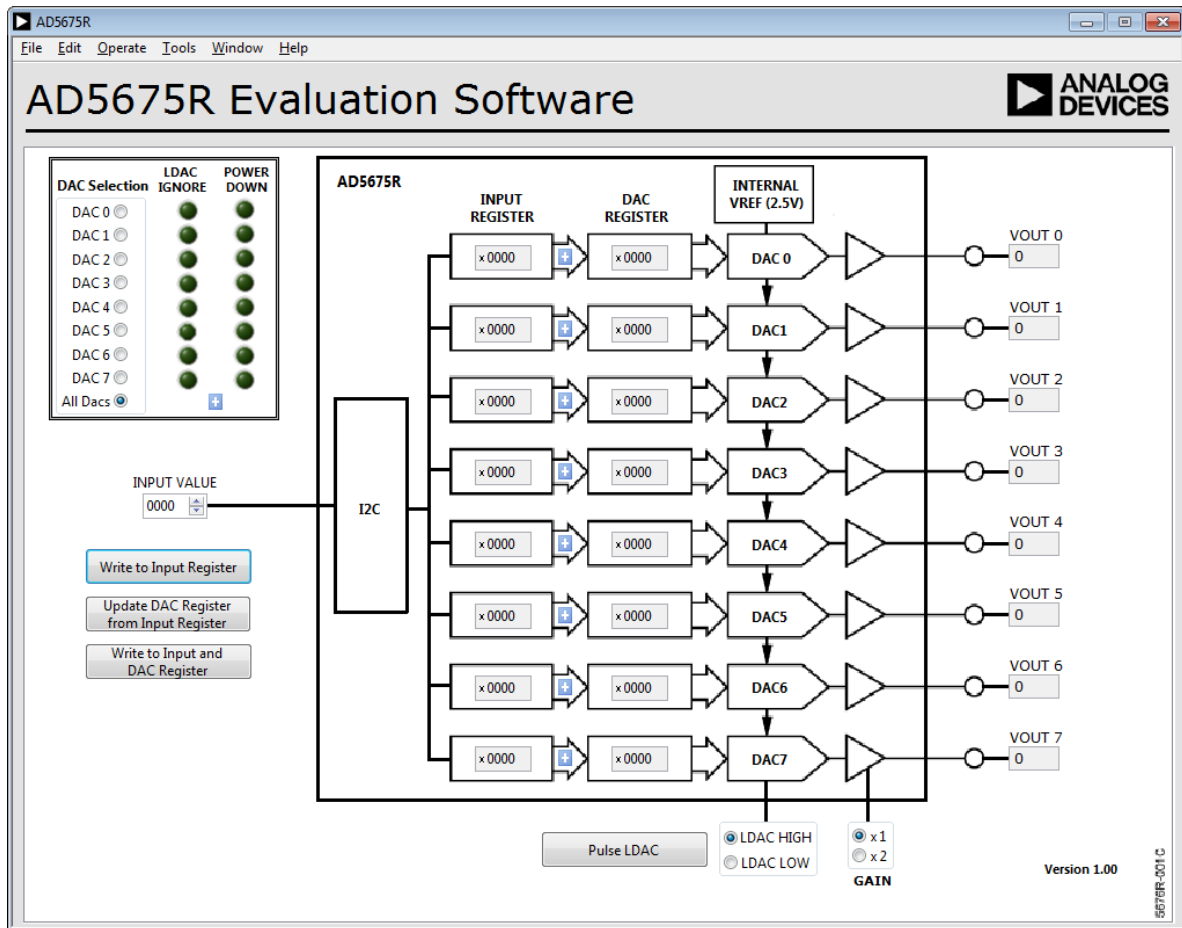 AD5675R
File Edit Operate Tools Window Help
AD5675R Evaluation Software
ANALOG
DEVICES
DAC Selection
LDAC
IGNORE
POWER
DOWN
DAC 0
DAC 1
DAC 2
DAC 3
DAC 4
DAC 5
DAC 6
DAC 7
All Dacs
INPUT VALUE
0000
Write to Input Register
Update DAC Register
from Input Register
Write to Input and
DAC Register
AD5675R
I2C
INPUT
REGISTER
DAC
REGISTER
INTERNAL
VREF (2.5V)
x 0000 x 0000 DAC 0
VOUT 0
0
x 0000 x 0000 DAC1
VOUT 1
0
x 0000 x 0000 DAC2
VOUT 2
0
x 0000 x 0000 DAC3
VOUT 3
0
x 0000 x 0000 DAC4
VOUT 4
0
x 0000 x 0000 DAC5
VOUT 5
0
x 0000 x 0000 DAC6
VOUT 6
0
x 0000 x 0000 DAC7
VOUT 7
0
Pulse LDAC
LDAC HIGH
LDAC LOW
x 1
x 2
GAIN
Version 1.00
5676R-001C